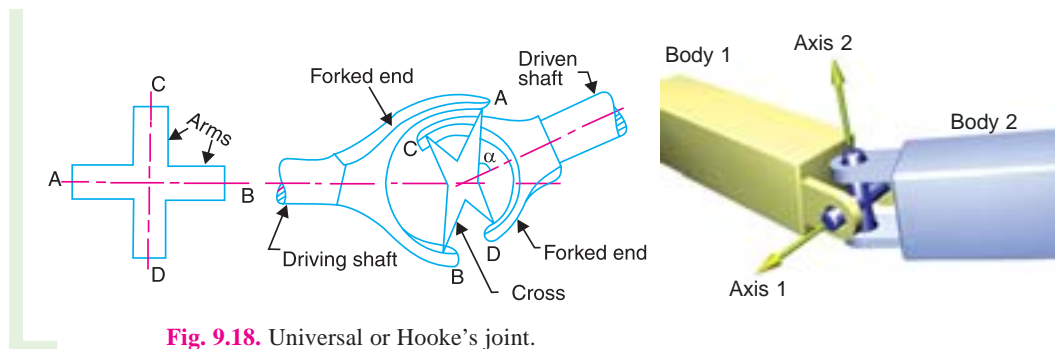 C
Arms
A
B
D
Forked end
Driven
shaft
A
C
α
Driving shaft
B
D
Forked end
Cross
Body 1
Axis 2
Body 2
Axis 1
Fig. 9.18. Universal or Hooke's joint.